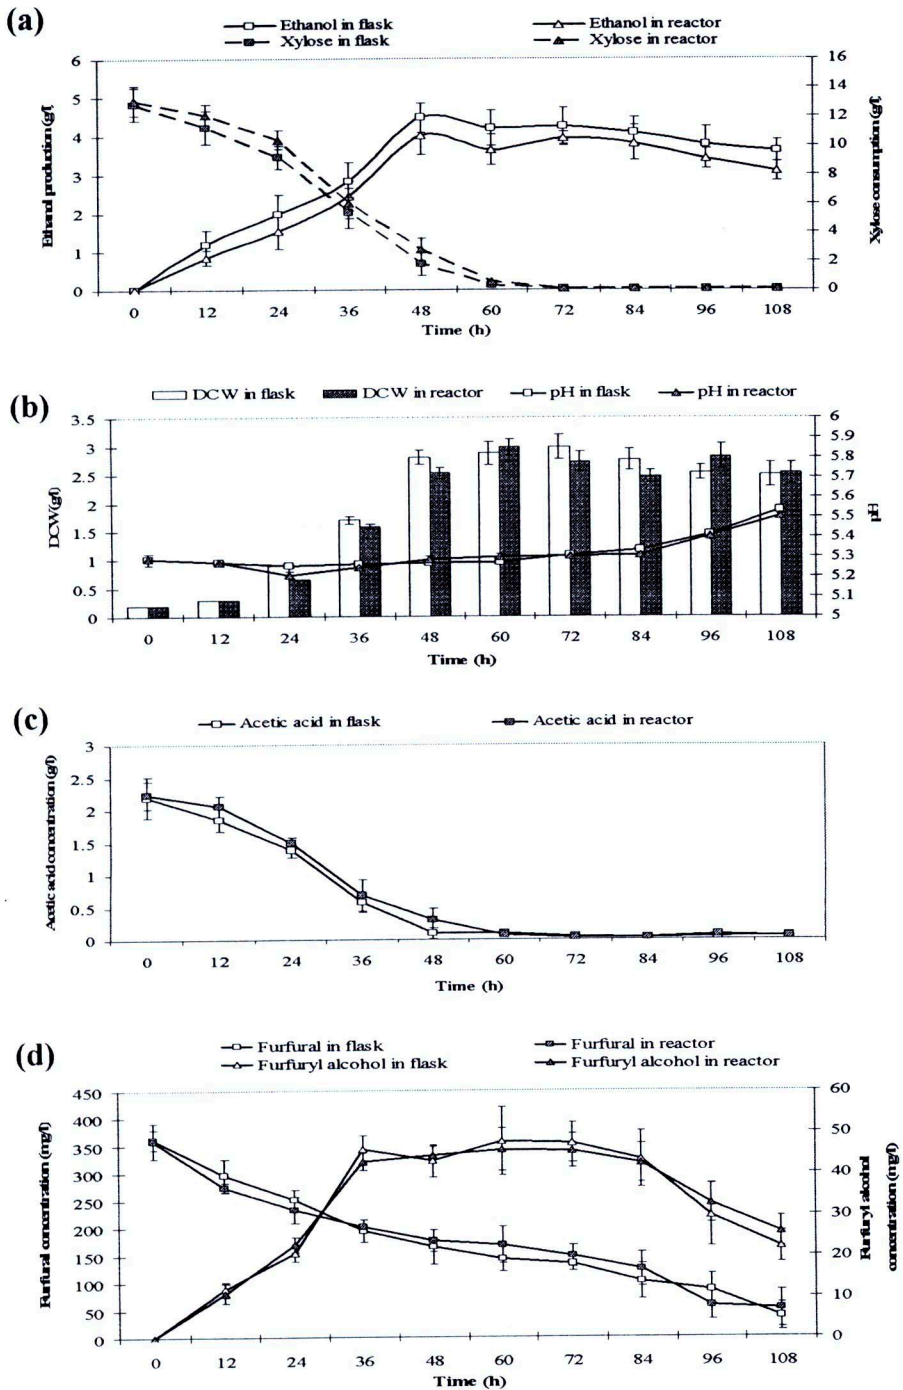 (a)
Ethanol in flask Ethanol in reactor
Xylose in flask Xylose in reactor
Ethanol production (g/l)
6
5
4
3
2
1
0
Xylose consumption (g/l)
16
14
12
10
8
6
4
2
0
0 12 24 36 48 60 72 84 96 108
Time (h)
(b)
DCW in flask DCW in reactor pH in flask pH in reactor
DCW(g/l)
3.5
3
2.5
2
1.5
1
0.5
0
pH
6
5.9
5.8
5.7
5.6
5.5
5.4
5.3
5.2
5.1
5
0 12 24 36 48 60 72 84 96 108
Time (h)
(c)
Acetic acid in flask Acetic acid in reactor
Acetic acid concentration (g/l)
3
2.5
2
1.5
1
0.5
0
0 12 24 36 48 60 72 84 96 108
Time (h)
(d)
Furfural in flask Furfural in reactor
Furfuryl alcohol in flask Furfuryl alcohol in reactor
Furfural concentration (mg/l)
450
400
350
300
250
200
150
100
50
0
Furfuryl alcohol
concentration (mg/l)
60
50
40
30
20
10
0
0 12 24 36 48 60 72 84 96 108
Time (h)